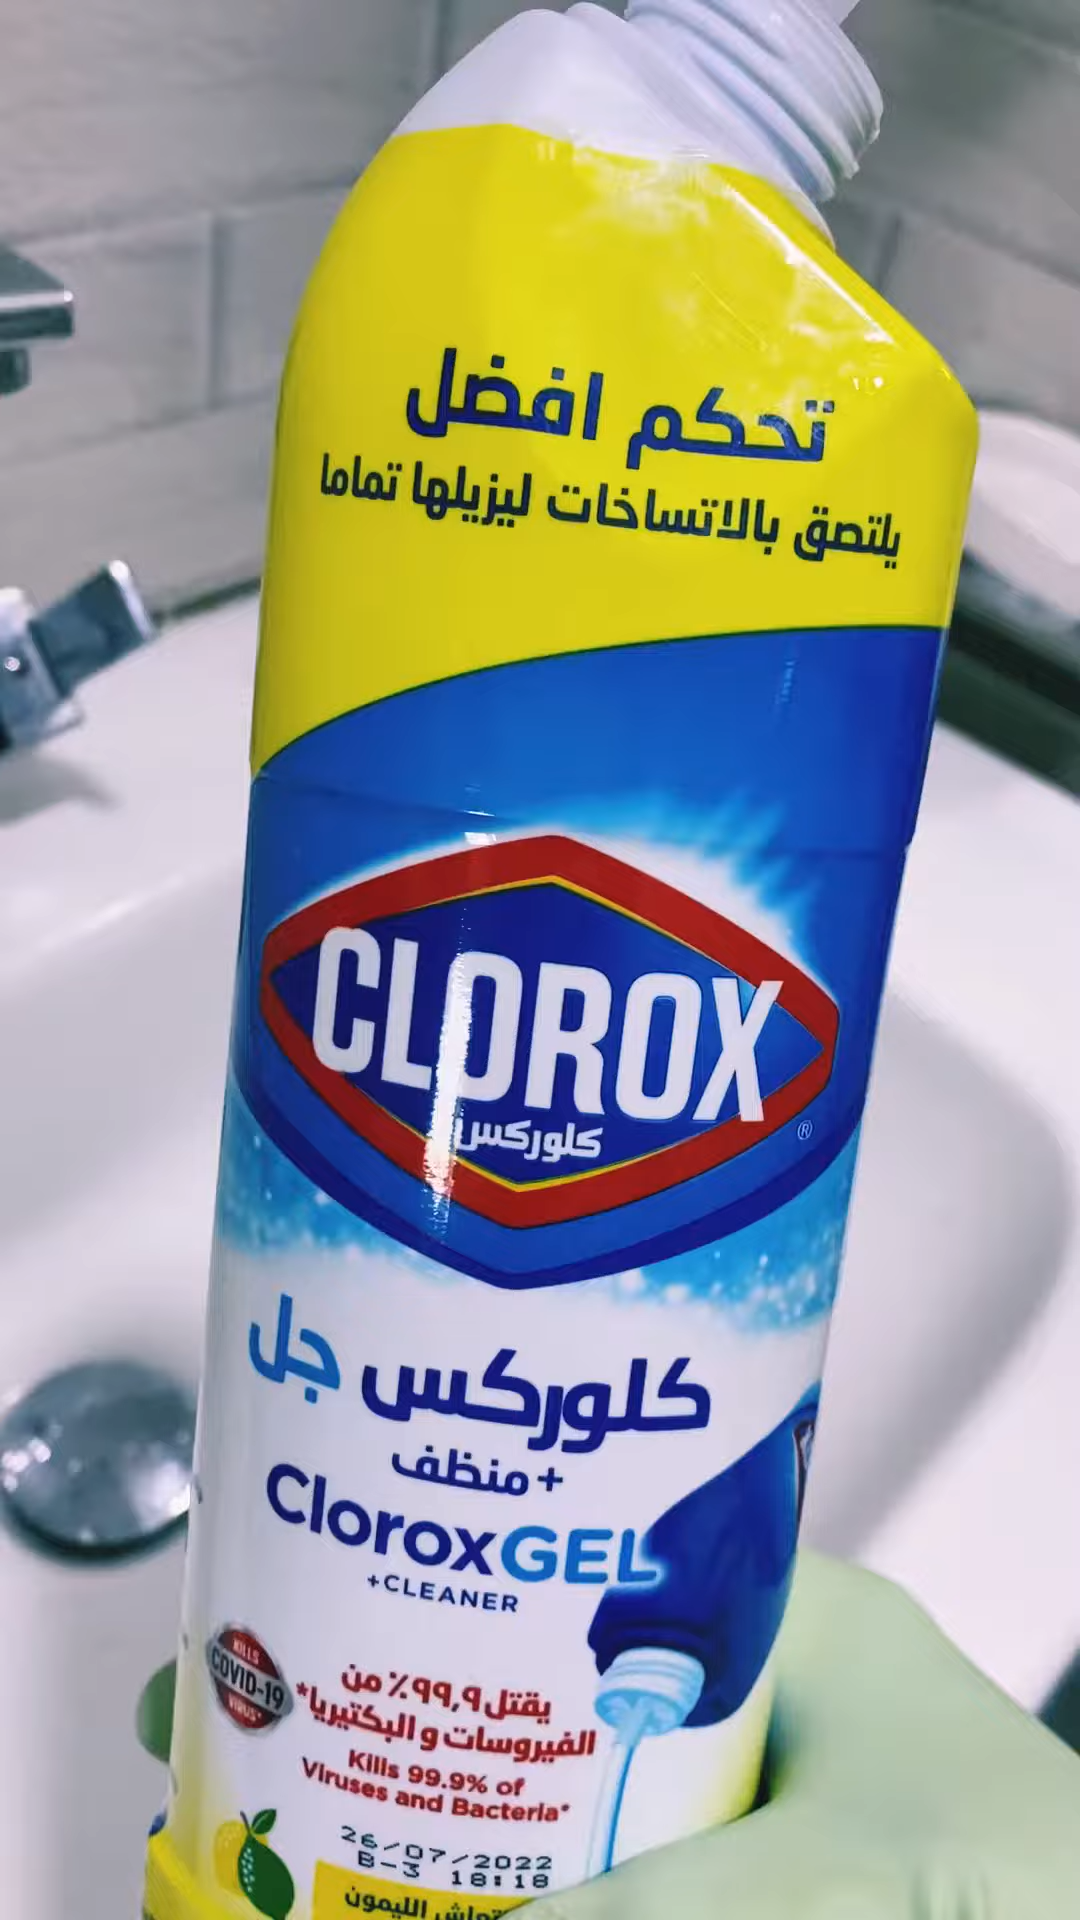 تحكم افضل
يلتصق بالاتساخات ليزيلها تماما
CLOROX
كلوركس
®
كلوركس جل
+ منظف
CloroxGEL
+CLEANER
KILLS
COVID-19
VIRUS*
يقتل ٩٩,٩٪ من
الفيروسات و البكتيريا*
Kills 99.9% of
Viruses and Bacteria*
26/07/2022
B-3 18:18
الليمون